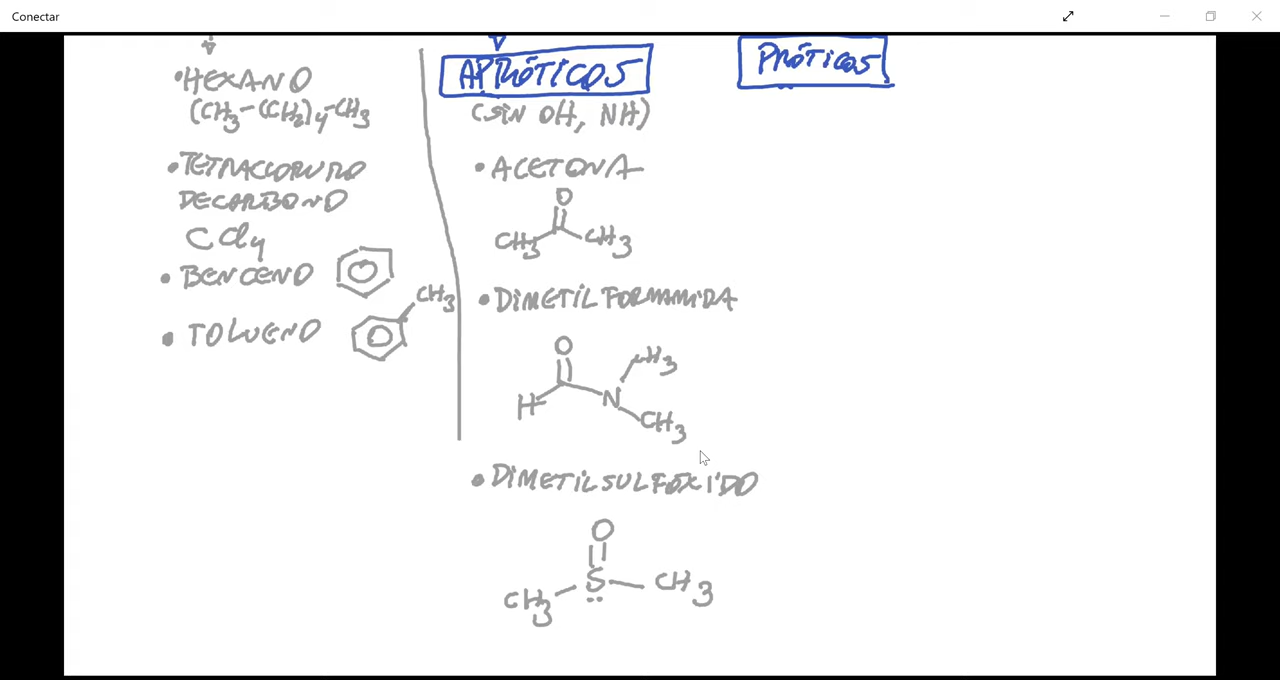 Conectar
•HEXANO
(CH3-(CH2)4-CH3
•TETRACLORURO
DECARBONO
CCl4
• BENCENO
• TOLUENO
CH3
APRÓTICOS
(SIN OH, NH)
•ACETONA
O
CH3 CH3
•DIMETILFORMAMIDA
O
CH3
H N
CH3
•DIMETILSULFÓXIDO
O
S
CH3 CH3
PRÓTICOS